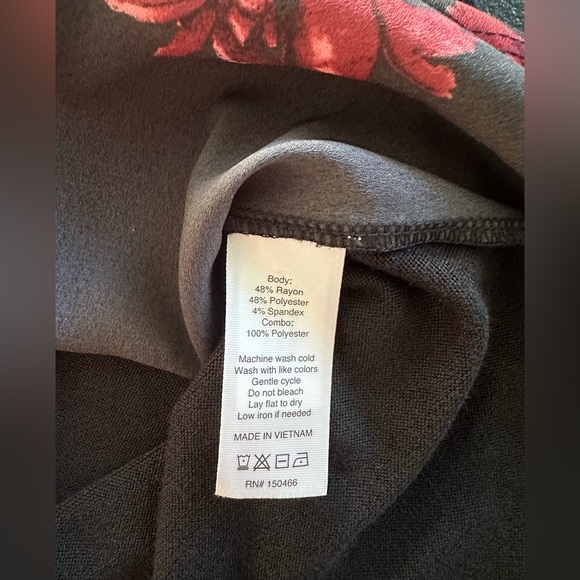 Body:
48% Rayon
48% Polyester
4% Spandex
Combo:
100% Polyester
Machine wash cold
Wash with like colors
Gentle cycle
Do not bleach
Lay flat to dry
Low iron if needed
MADE IN VIETNAM
RN# 150466